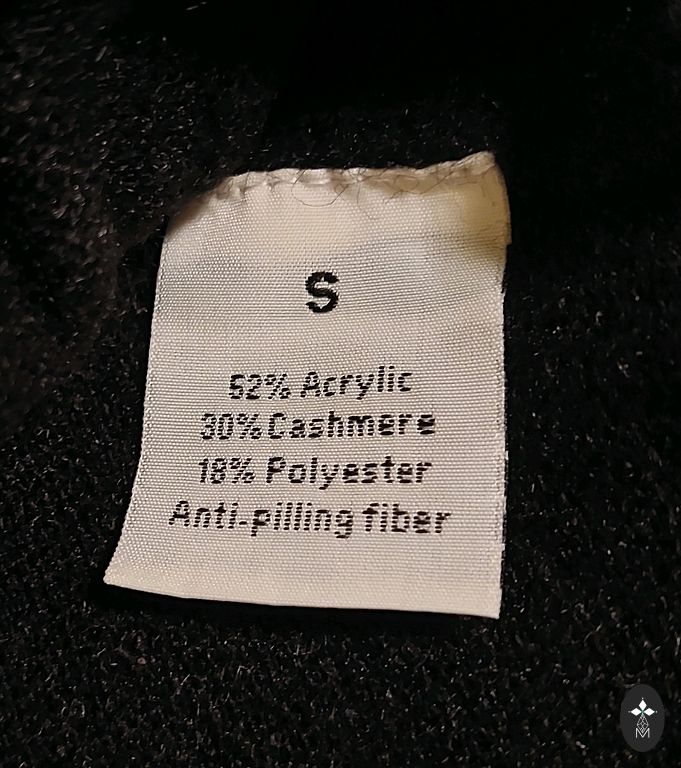 S
52% Acrylic
30% Cashmere
18% Polyester
Anti-pilling fiber
M